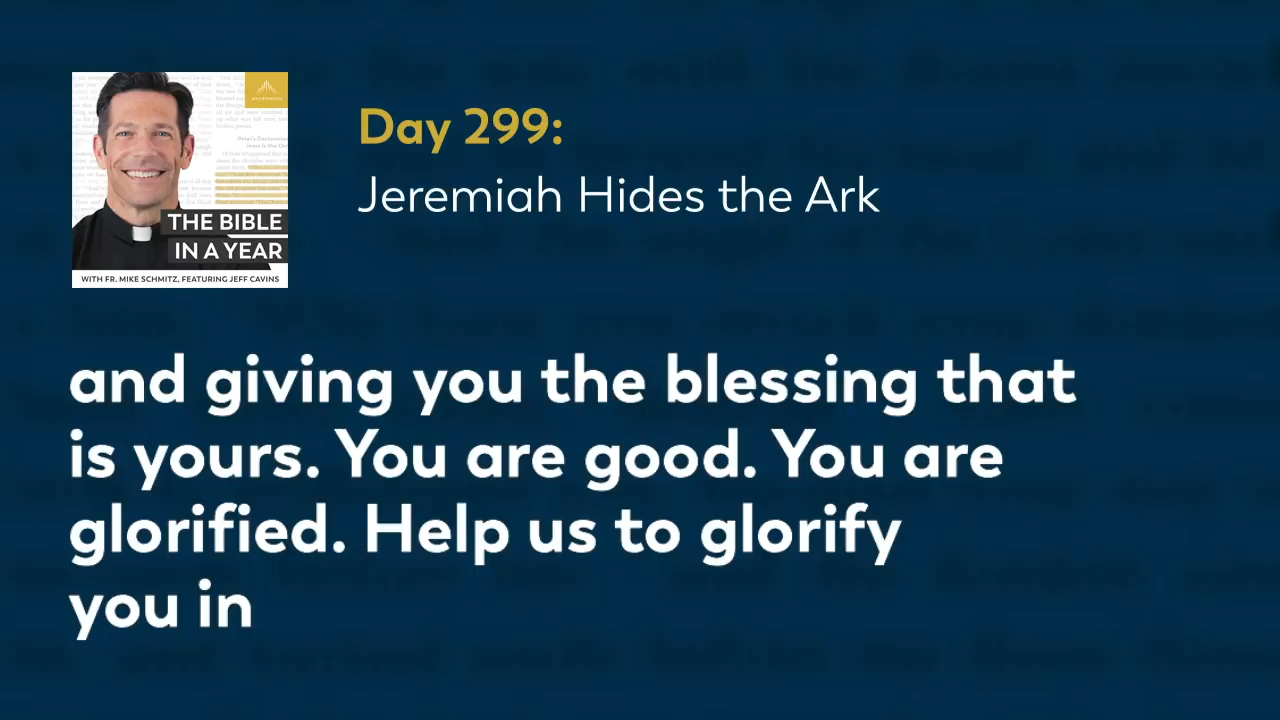 ASCENSION
THE BIBLE
IN A YEAR
WITH FR. MIKE SCHMITZ, FEATURING JEFF CAVINS
Day 299:
Jeremiah Hides the Ark
and giving you the blessing that
is yours. You are good. You are
glorified. Help us to glorify
you in